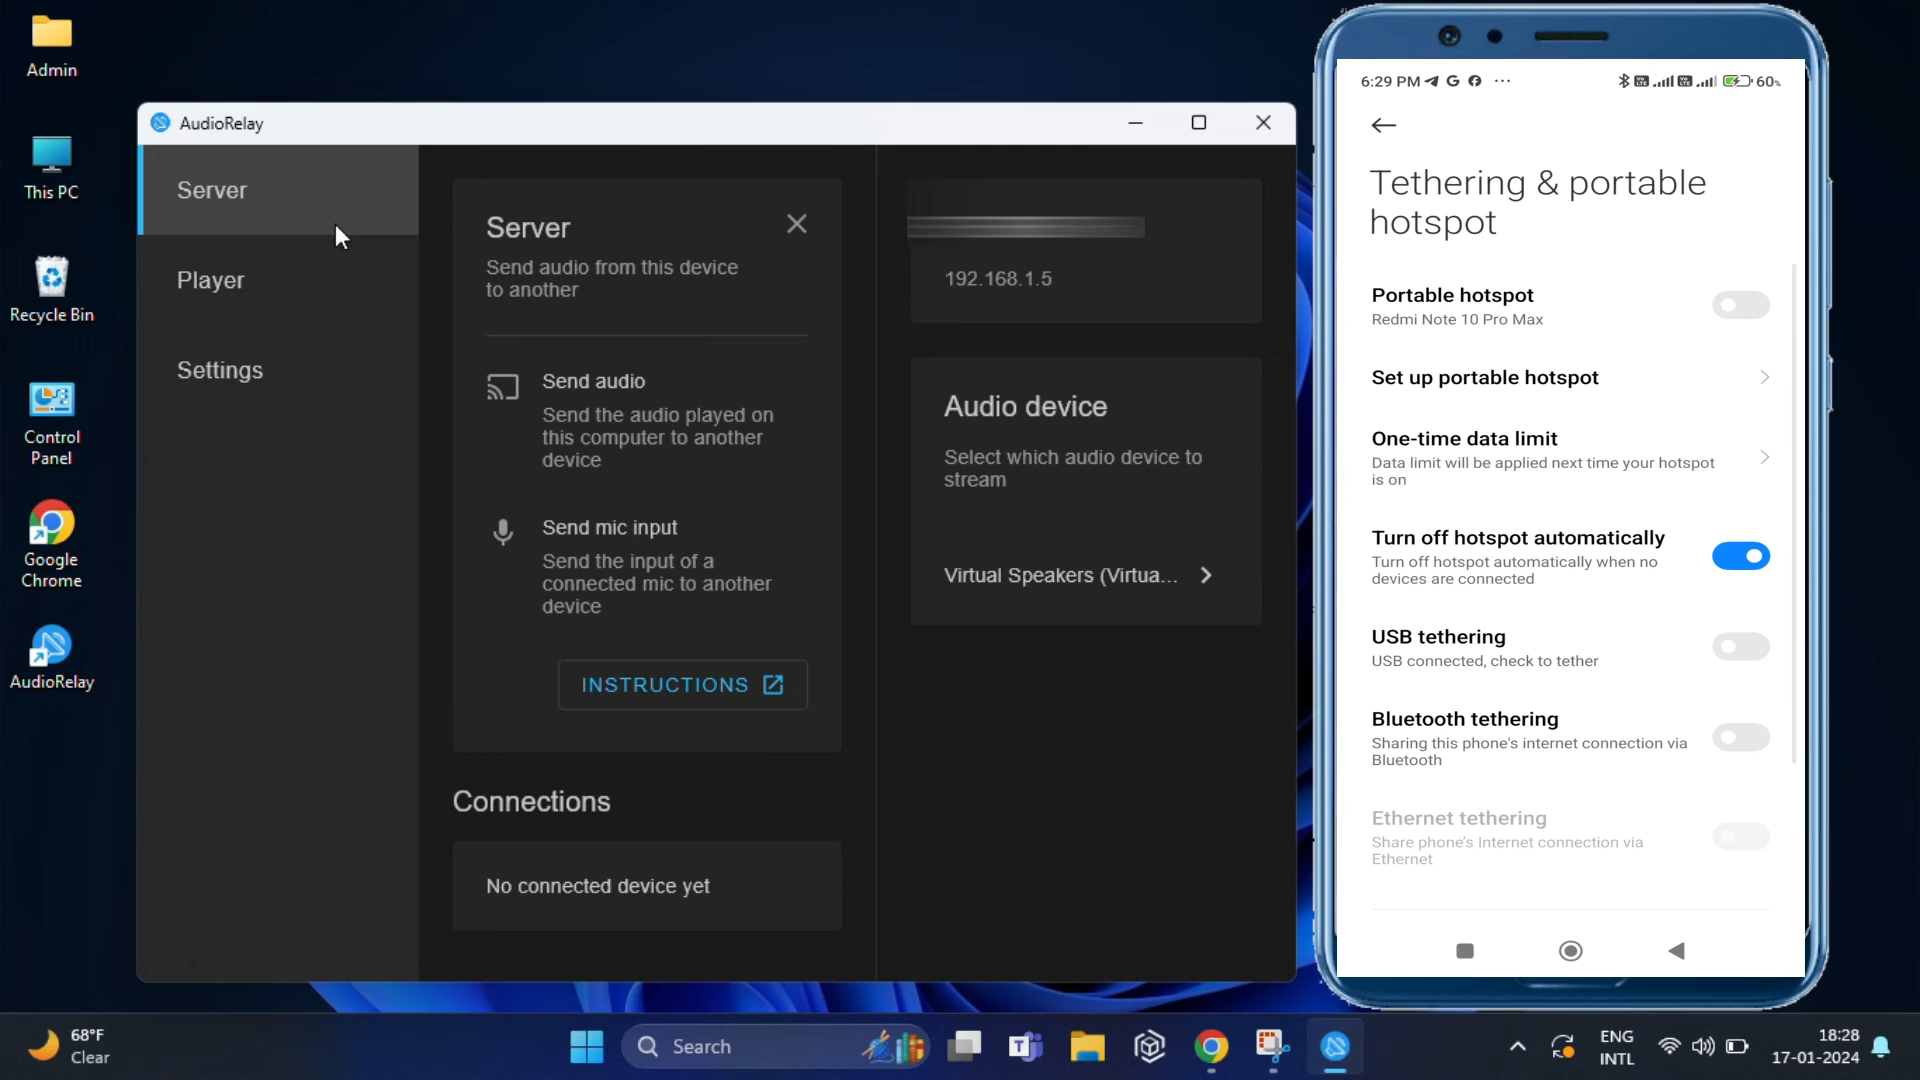 Admin
This PC
Recycle Bin
Control
Panel
Google
Chrome
AudioRelay
AudioRelay
Server
Player
Settings
Server
Send audio from this device
to another
Send audio
Send the audio played on
this computer to another
device
Send mic input
Send the input of a
connected mic to another
device
INSTRUCTIONS
Connections
No connected device yet
192.168.1.5
Audio device
Select which audio device to
stream
Virtual Speakers (Virtua...
6:29 PM
60%
Tethering & portable
hotspot
Portable hotspot
Redmi Note 10 Pro Max
Set up portable hotspot
One-time data limit
Data limit will be applied next time your hotspot
is on
Turn off hotspot automatically
Turn off hotspot automatically when no
devices are connected
USB tethering
USB connected, check to tether
Bluetooth tethering
Sharing this phone's internet connection via
Bluetooth
Ethernet tethering
Share phone's Internet connection via
Ethernet
68°F
Clear
Search
ENG
INTL
18:28
17-01-2024